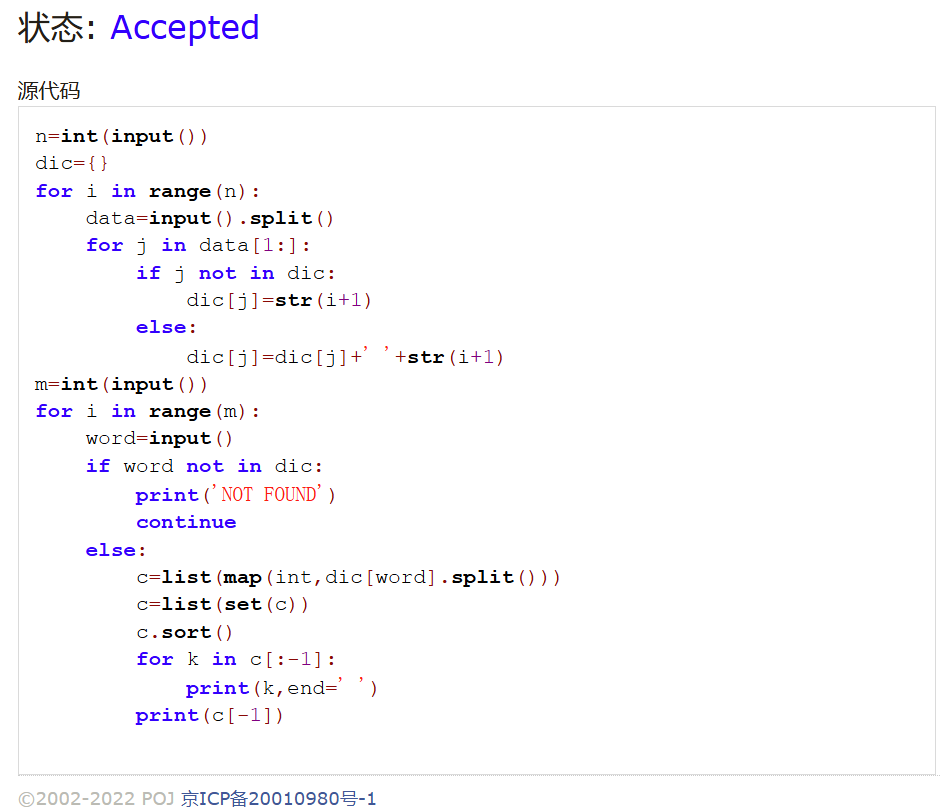 状态: Accepted
源代码
n=int(input())
dic={}
for i in range(n):
    data=input().split()
    for j in data[1:]:
        if j not in dic:
            dic[j]=str(i+1)
        else:
            dic[j]=dic[j]+' '+str(i+1)
m=int(input())
for i in range(m):
    word=input()
    if word not in dic:
        print('NOT FOUND')
        continue
    else:
        c=list(map(int,dic[word].split()))
        c=list(set(c))
        c.sort()
        for k in c[:-1]:
            print(k,end=' ')
        print(c[-1])
©2002-2022 POJ 京ICP备20010980号-1